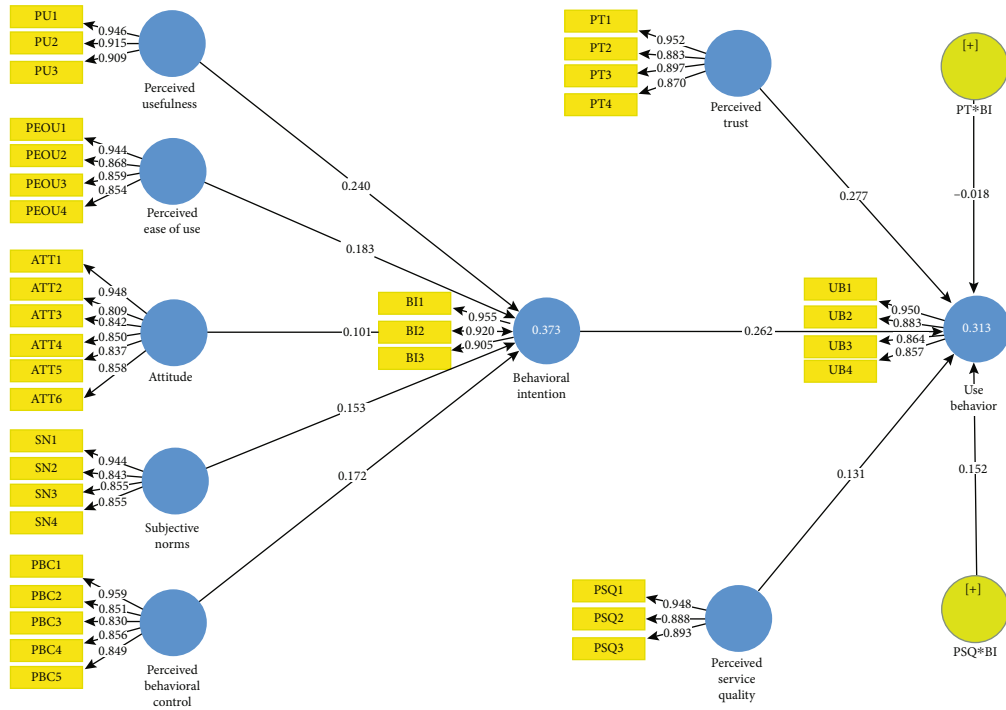 PU1
PU2
PU3
0.946
0.915
0.909
Perceived
usefulness
PEOU1
PEOU2
PEOU3
PEOU4
0.944
0.868
0.859
0.854
Perceived
ease of use
ATT1
ATT2
ATT3
ATT4
ATT5
ATT6
0.948
0.809
0.842
0.850
0.837
0.858
Attitude
SN1
SN2
SN3
SN4
0.944
0.843
0.855
0.855
Subjective
norms
PBC1
PBC2
PBC3
PBC4
PBC5
0.959
0.851
0.830
0.856
0.849
Perceived
behavioral
control
0.240
0.183
0.101
0.153
0.172
BI1
BI2
BI3
0.955
0.920
0.905
0.373
Behavioral
intention
PT1
PT2
PT3
PT4
0.952
0.883
0.897
0.870
Perceived
trust
0.277
0.262
0.131
PSQ1
PSQ2
PSQ3
0.948
0.888
0.893
Perceived
service
quality
UB1
UB2
UB3
UB4
0.950
0.883
0.864
0.857
0.313
Use
behavior
[+]
PT*BI
–0.018
0.152
[+]
PSQ*BI